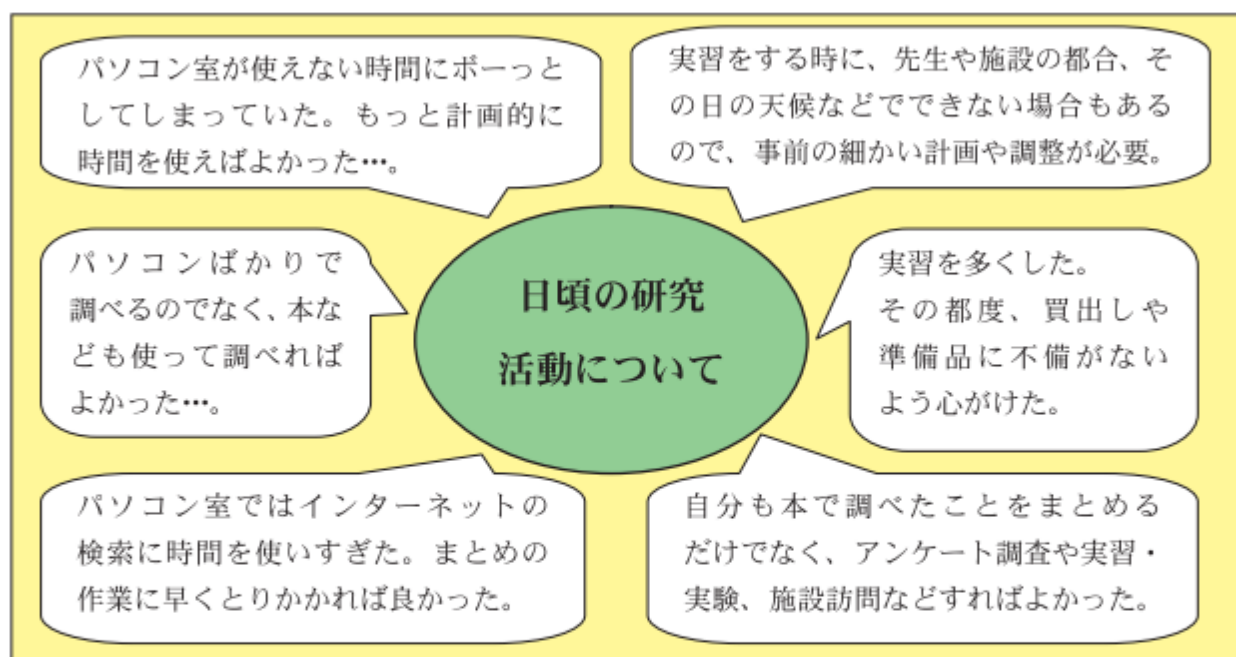 パソコン室が使えない時間にボーっと
してしまっていた。もっと計画的に
時間を使えばよかった…。
実習をする時に、先生や施設の都合、そ
の日の天候などでできない場合もある
ので、事前の細かい計画や調整が必要。
パソコンばかりで
調べるのでなく、本な
ども使って調べれば
よかった…。
日頃の研究
活動について
実習を多くした。
その都度、買出しや
準備品に不備がない
よう心がけた。
パソコン室ではインターネットの
検索に時間を使いすぎた。まとめの
作業に早くとりかかれば良かった。
自分も本で調べたことをまとめる
だけでなく、アンケート調査や実習・
実験、施設訪問などすればよかった。